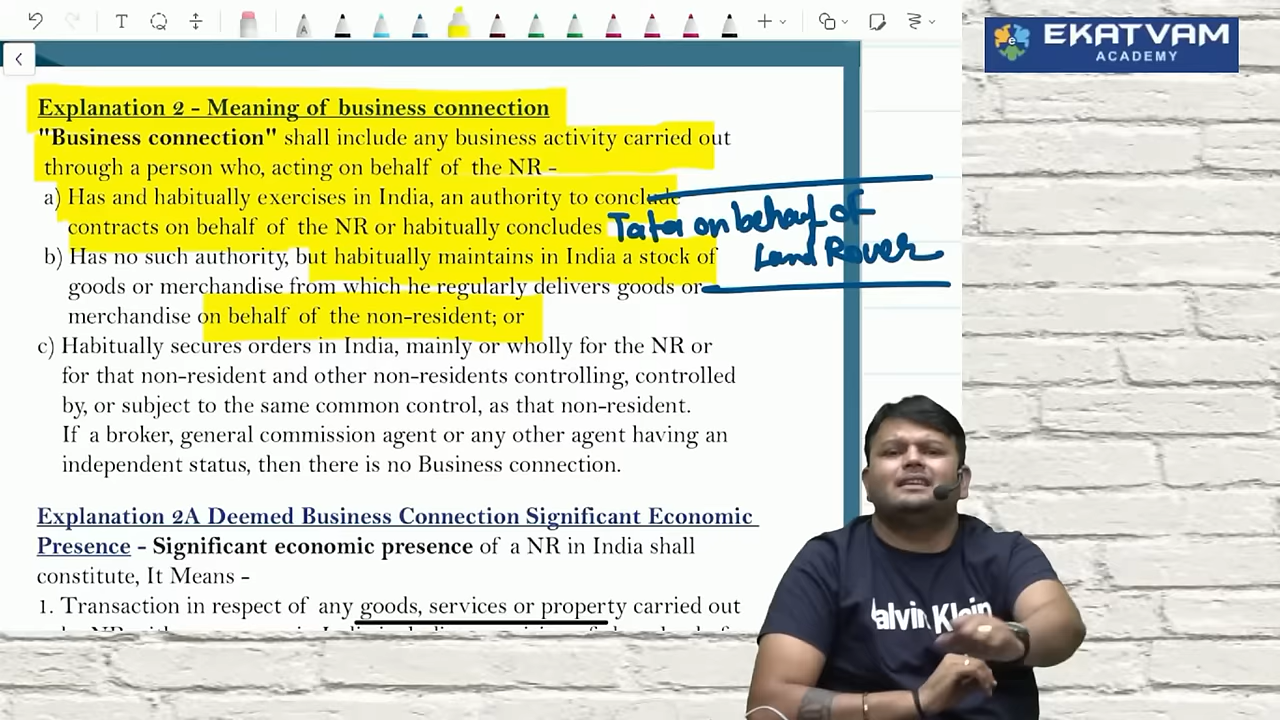 EKATVAM
ACADEMY
Explanation 2 - Meaning of business connection
"Business connection" shall include any business activity carried out
through a person who, acting on behalf of the NR -
a) Has and habitually exercises in India, an authority to conclude
contracts on behalf of the NR or habitually concludes
Tata on behalf of
Land Rover
b) Has no such authority, but habitually maintains in India a stock of
goods or merchandise from which he regularly delivers goods or
merchandise on behalf of the non-resident; or
c) Habitually secures orders in India, mainly or wholly for the NR or
for that non-resident and other non-residents controlling, controlled
by, or subject to the same common control, as that non-resident.
If a broker, general commission agent or any other agent having an
independent status, then there is no Business connection.
Explanation 2A Deemed Business Connection Significant Economic
Presence - Significant economic presence of a NR in India shall
constitute, It Means -
1. Transaction in respect of any goods, services or property carried out
alvin Klein